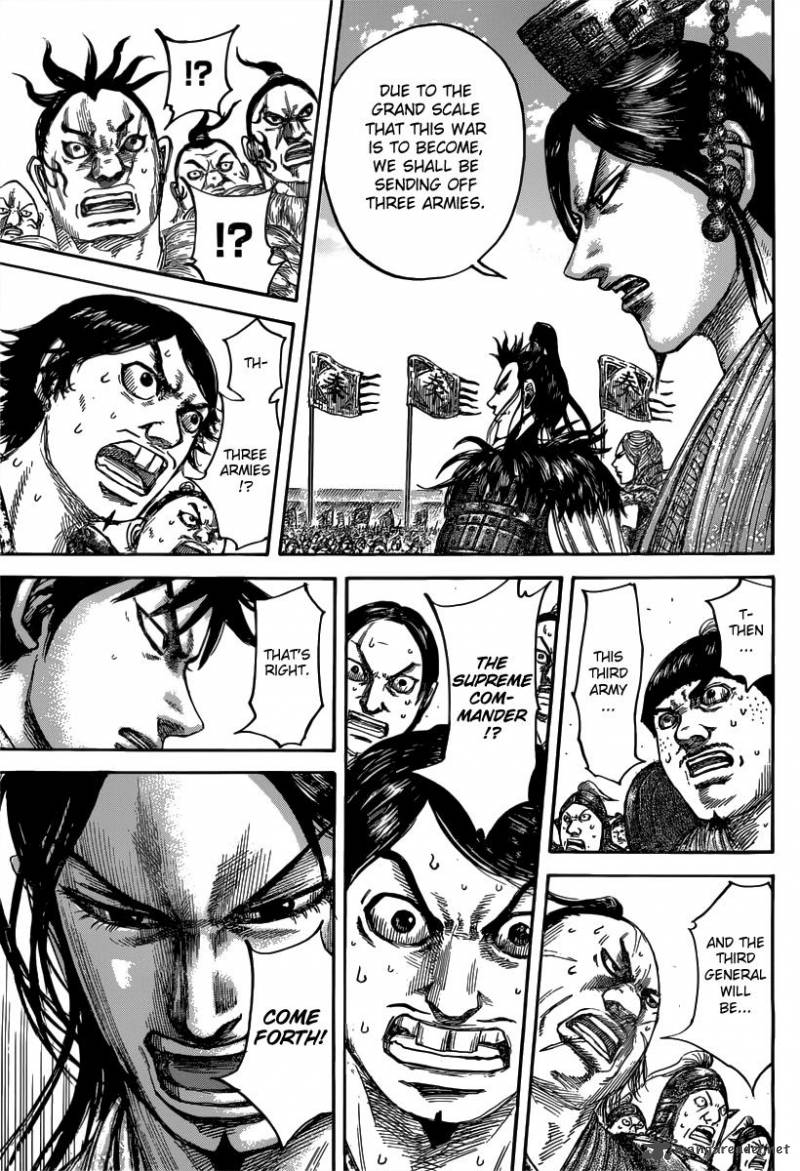 DUE TO THE
GRAND SCALE
THAT THIS WAR
IS TO BECOME,
WE SHALL BE
SENDING OFF
THREE ARMIES.
!?
!?
TH-
THREE
ARMIES
!?
T-
THEN
...
THIS
THIRD
ARMY
...
THE
SUPREME
COM-
MANDER
!?
THAT'S
RIGHT.
AND THE
THIRD
GENERAL
WILL
BE...
COME
FORTH!
mangareader.net